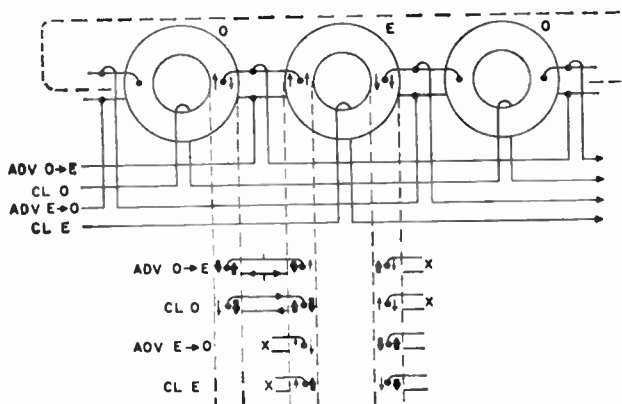 O E O
ADV O→E
CL O
ADV E→O
CL E
ADV O→E X
CL O X
ADV E→O X
CL E X